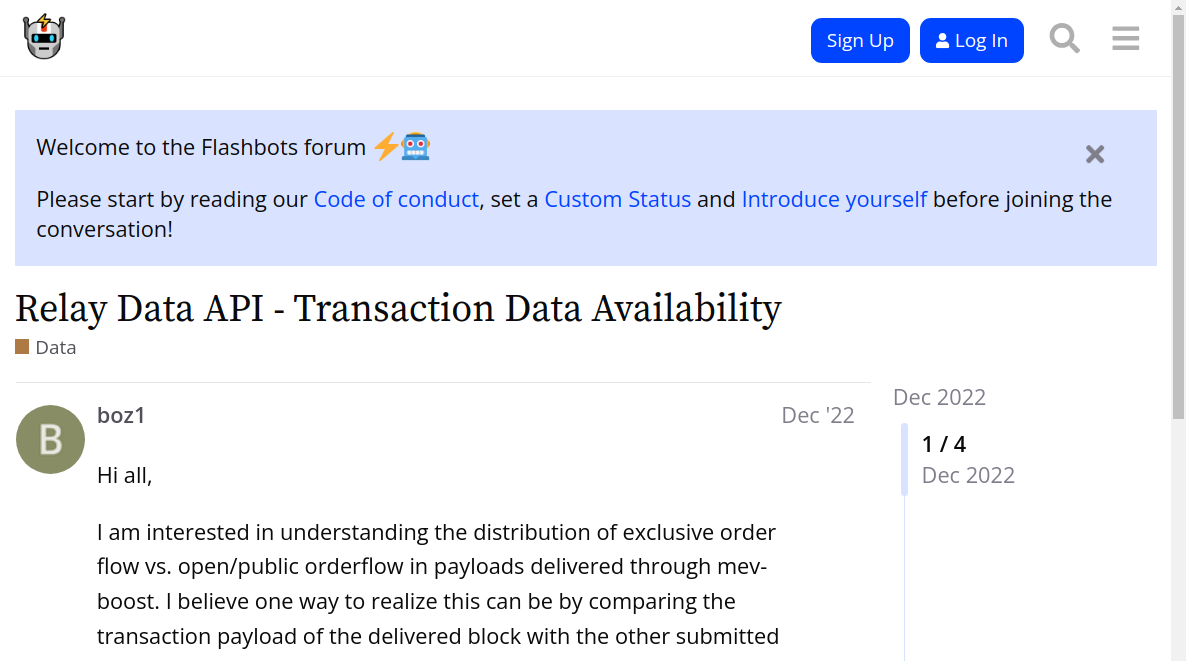 Sign Up
Log In
Welcome to the Flashbots forum
Please start by reading our Code of conduct, set a Custom Status and Introduce yourself before joining the
conversation!
Relay Data API - Transaction Data Availability
Data
B
boz1
Dec '22
Hi all,
I am interested in understanding the distribution of exclusive order
flow vs. open/public orderflow in payloads delivered through mev-
boost. I believe one way to realize this can be by comparing the
transaction payload of the delivered block with the other submitted
Dec 2022
1 / 4
Dec 2022